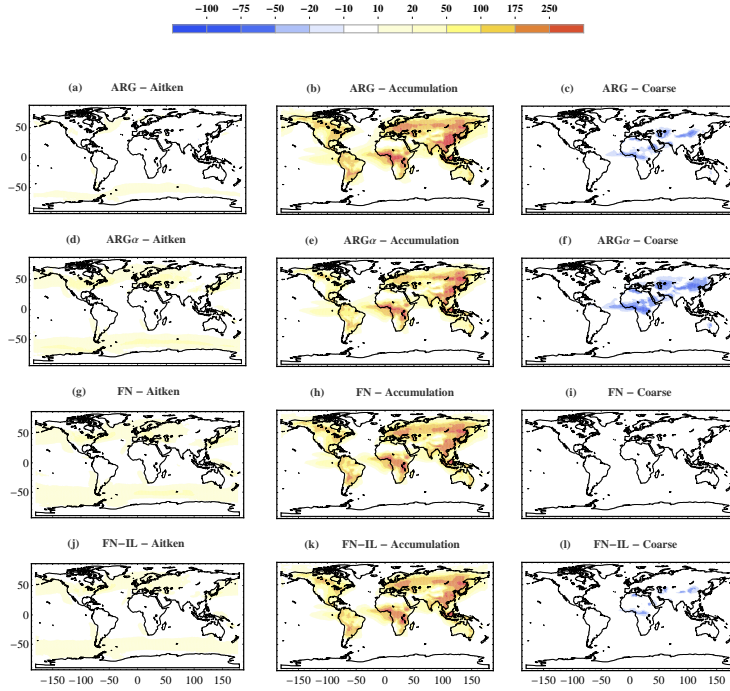 −100 −75 −50 −20 −10 10 20 50 100 175 250
(a) ARG − Aitken (b) ARG − Accumulation (c) ARG − Coarse
50
0
−50
(d) ARGα − Aitken (e) ARGα − Accumulation (f) ARGα − Coarse
50
0
−50
(g) FN − Aitken (h) FN − Accumulation (i) FN − Coarse
50
0
−50
(j) FN−IL − Aitken (k) FN−IL − Accumulation (l) FN−IL − Coarse
50
0
−50
−150 −100 −50 0 50 100 150 −150 −100 −50 0 50 100 150 −150 −100 −50 0 50 100 150